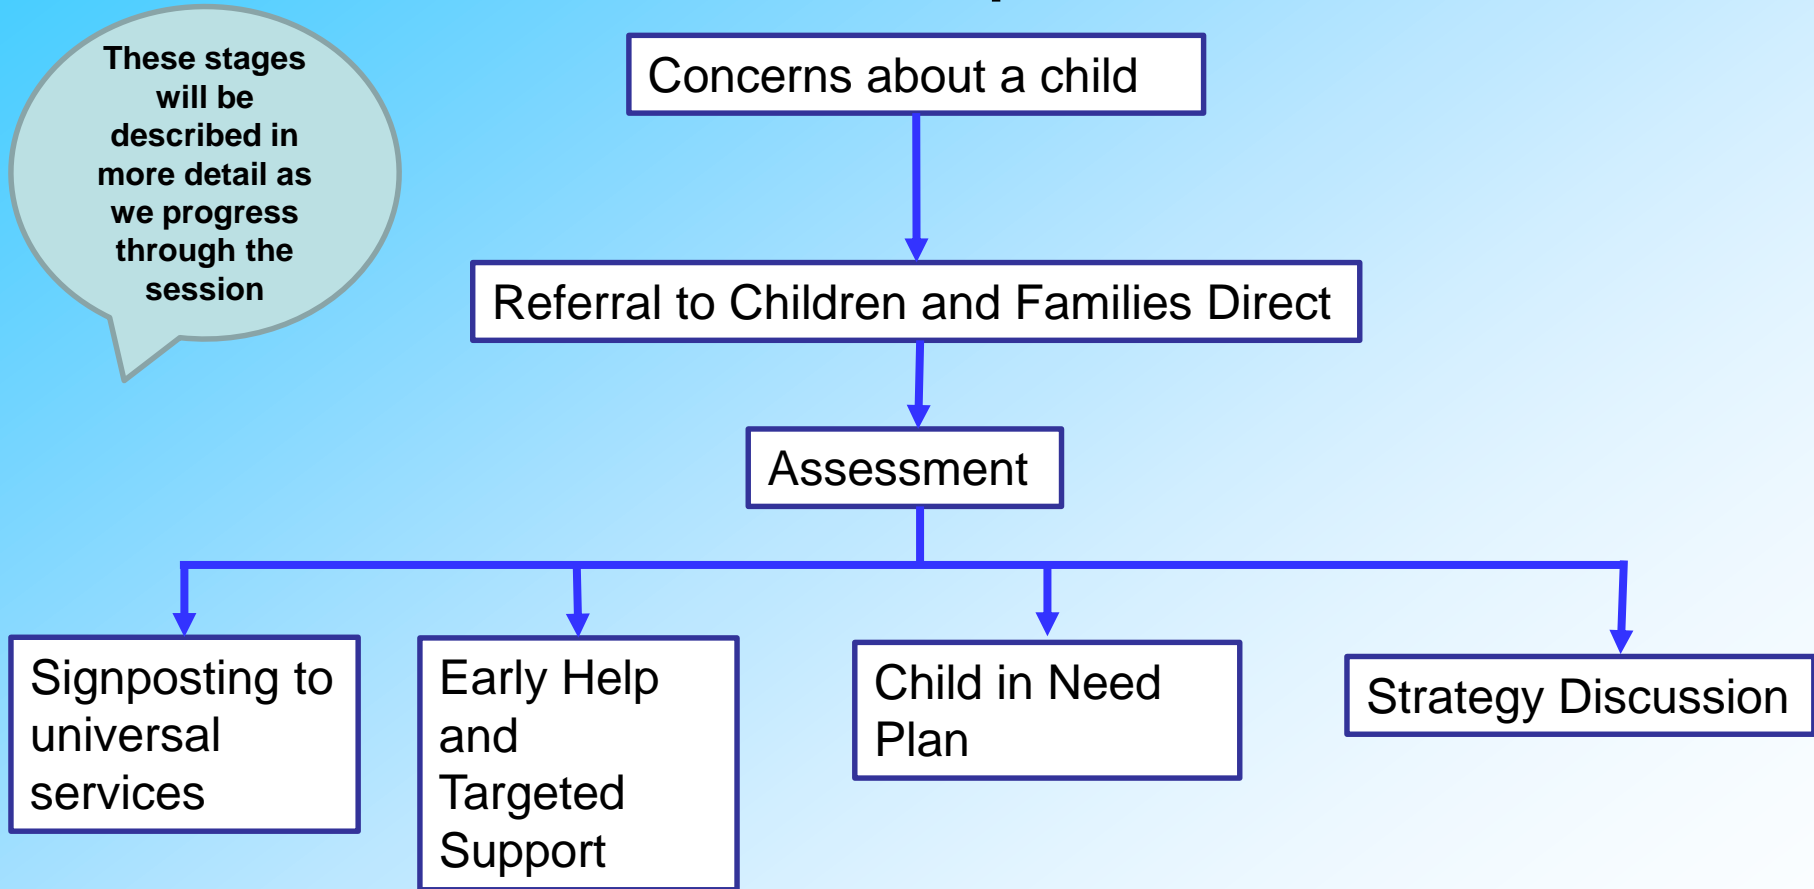 These stages
will be
described in
more detail as
we progress
through the
session
Concerns about a child
Referral to Children and Families Direct
Assessment
Signposting to
universal
services
Early Help
and
Targeted
Support
Child in Need
Plan
Strategy Discussion